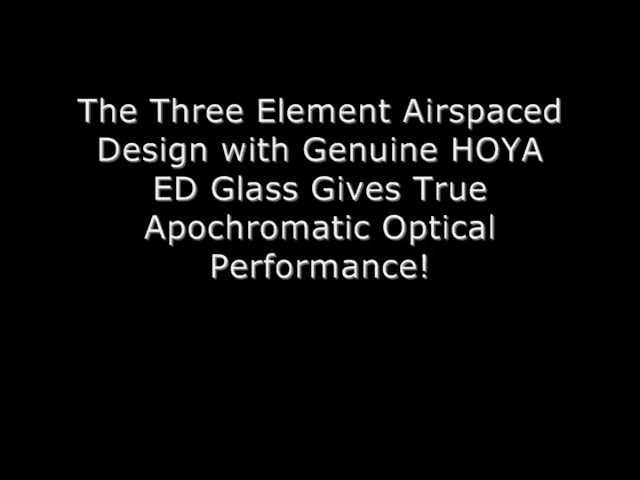 The Three Element Airspaced
Design with Genuine HOYA
ED Glass Gives True
Apochromatic Optical
Performance!